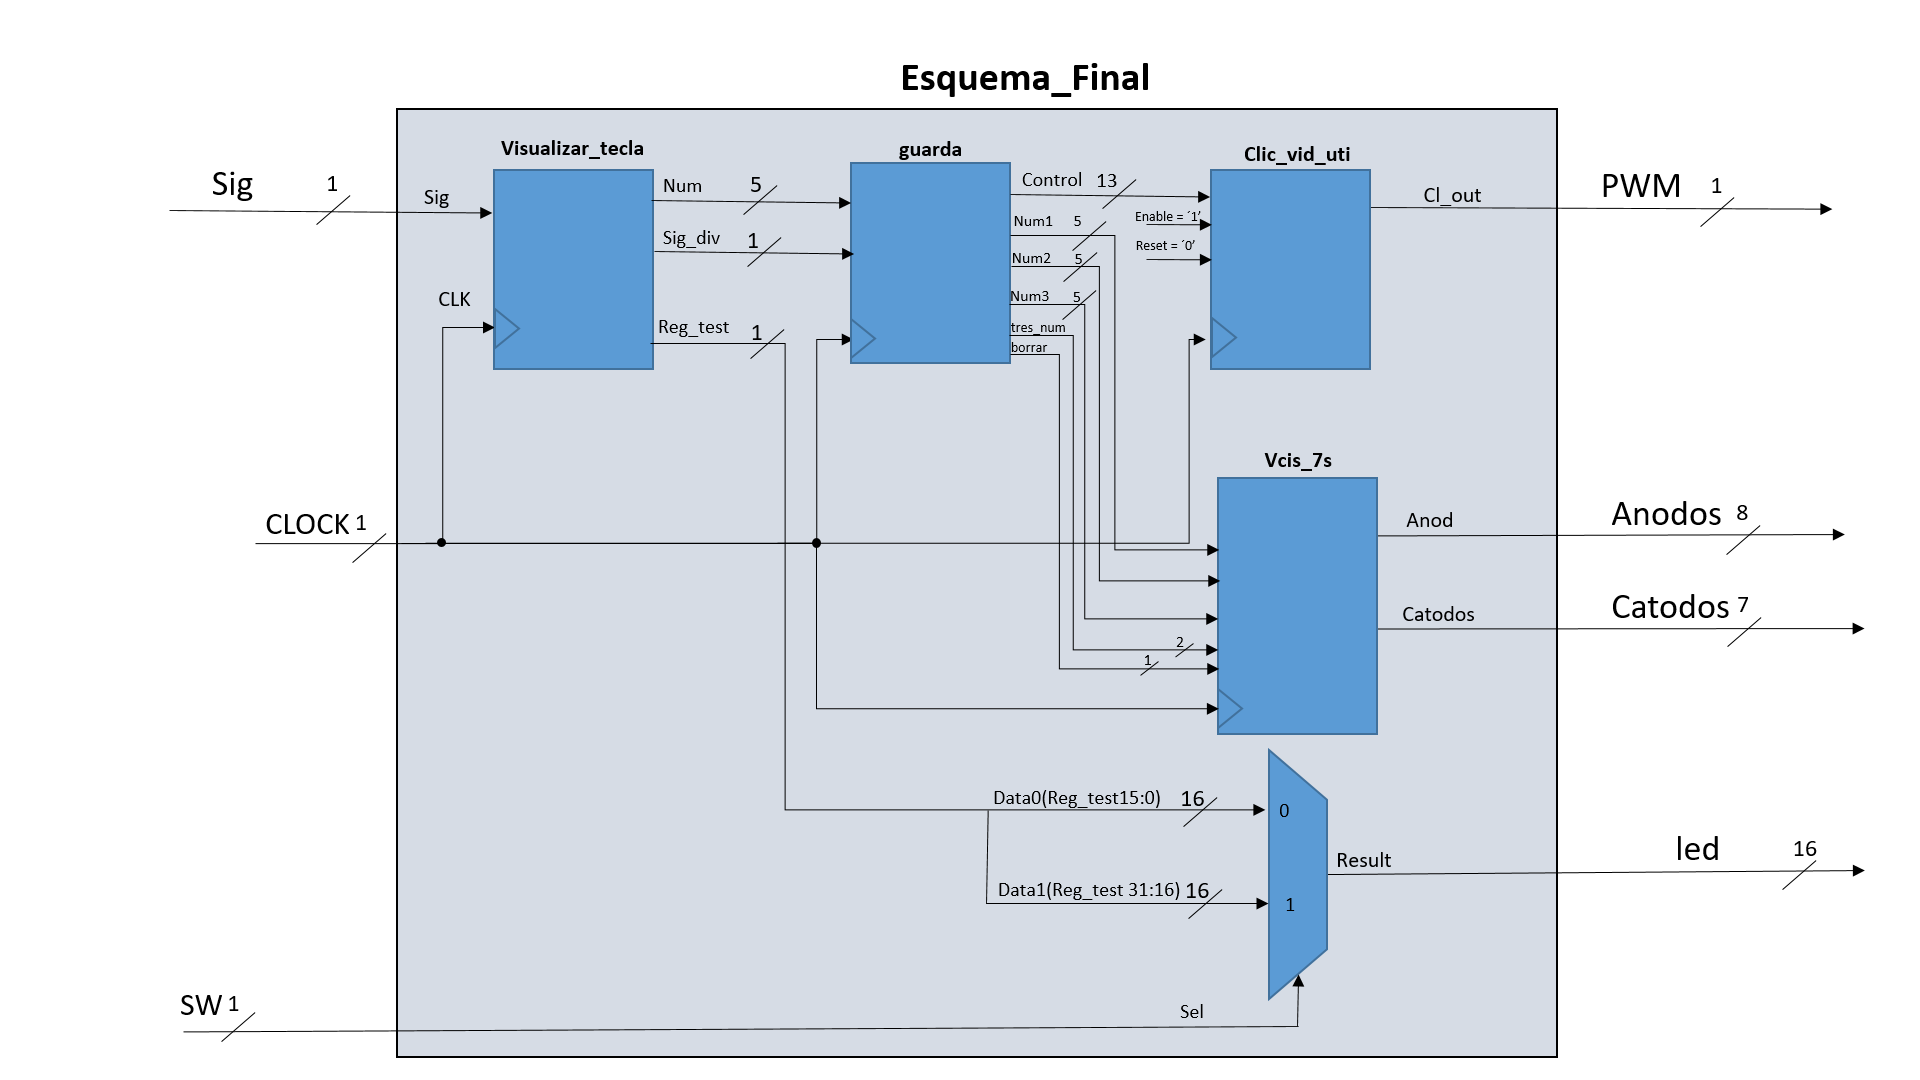 Esquema_Final
Visualizar_tecla
guarda
Clic_vid_uti
Sig 1
Sig
Num 5
Sig_div 1
CLK
Reg_test 1
Control 13
Enable = ´1’
Reset = ´0’
Num1 5
Num2 5
Num3 5
tres_num
borrar
Cl_out
PWM 1
Vcis_7s
CLOCK 1
Anod
Anodos 8
Catodos
Catodos 7
2
1
Data0(Reg_test15:0) 16
0
Result
led 16
Data1(Reg_test 31:16) 16
1
SW 1
Sel